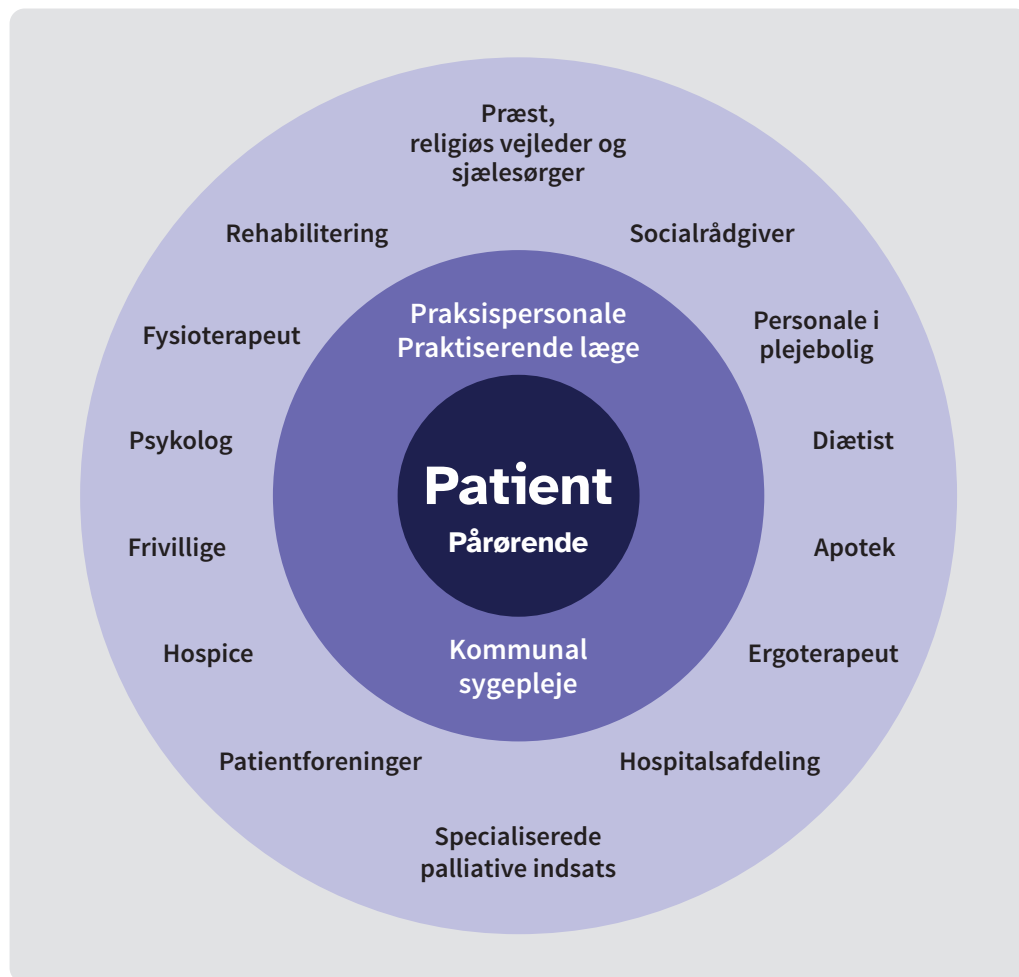 Præst,
religiøs vejleder og
sjælesørger
Rehabilitering
Socialrådgiver
Praksispersonale
Praktiserende læge
Fysioterapeut
Personale i
plejebolig
Psykolog
Diætist
Patient
Pårørende
Frivillige
Apotek
Hospice
Kommunal
sygepleje
Ergoterapeut
Patientforeninger
Hospitalsafdeling
Specialiserede
palliative indsats